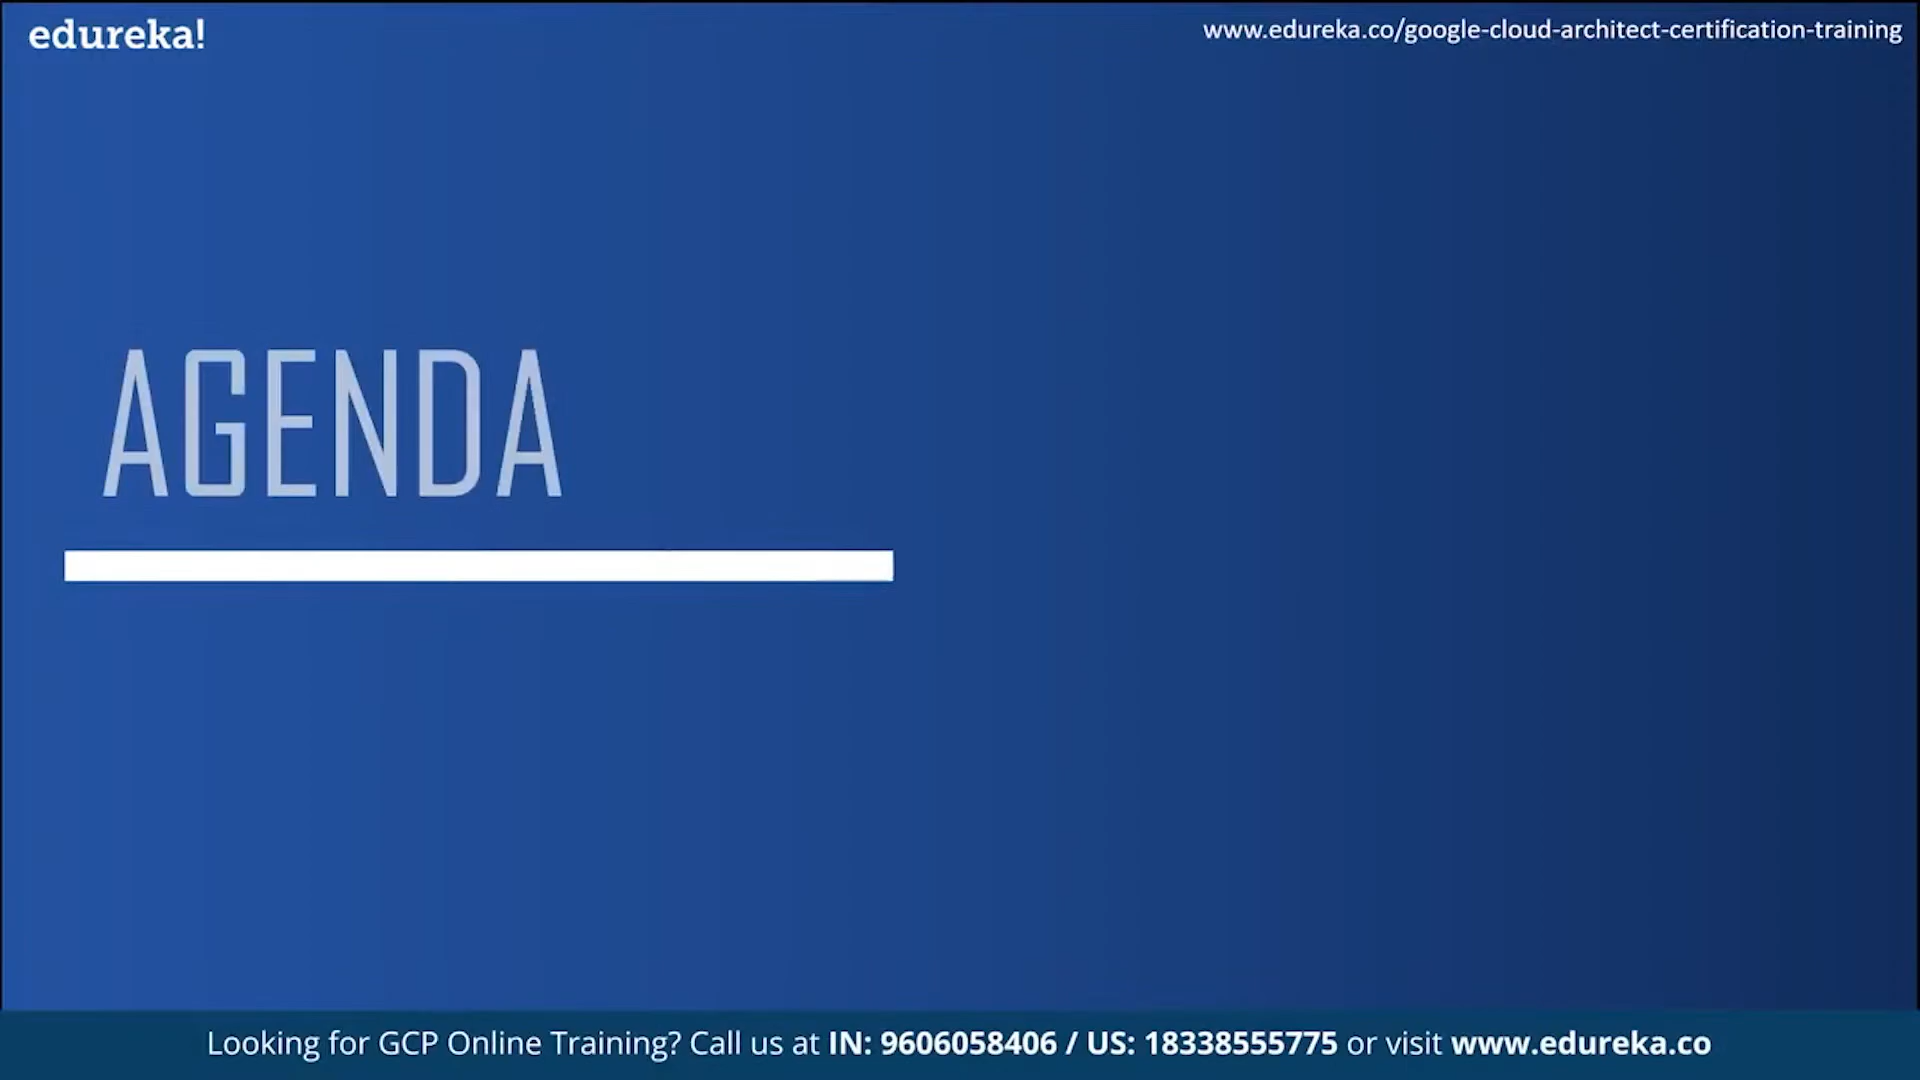 edureka!
www.edureka.co/google-cloud-architect-certification-training
AGENDA
Looking for GCP Online Training? Call us at IN: 9606058406 / US: 18338555775 or visit www.edureka.co